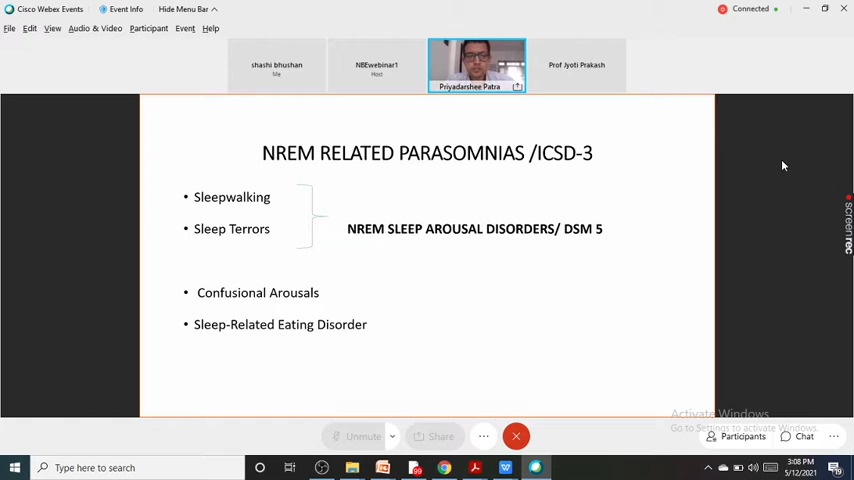 Cisco Webex Events Event Info Hide Menu Bar Connected
File Edit View Audio & Video Participant Event Help
shashi bhushan
Me
NBEwebinar1
Host
Priyadarshee Patra
Prof Jyoti Prakash
NREM RELATED PARASOMNIAS /ICSD-3
• Sleepwalking
• Sleep Terrors
NREM SLEEP AROUSAL DISORDERS/ DSM 5
• Confusional Arousals
• Sleep-Related Eating Disorder
screenrec
Activate Windows
Go to Settings to activate Windows.
Unmute Share Participants Chat
Type here to search
99
3:08 PM
5/12/2021
19